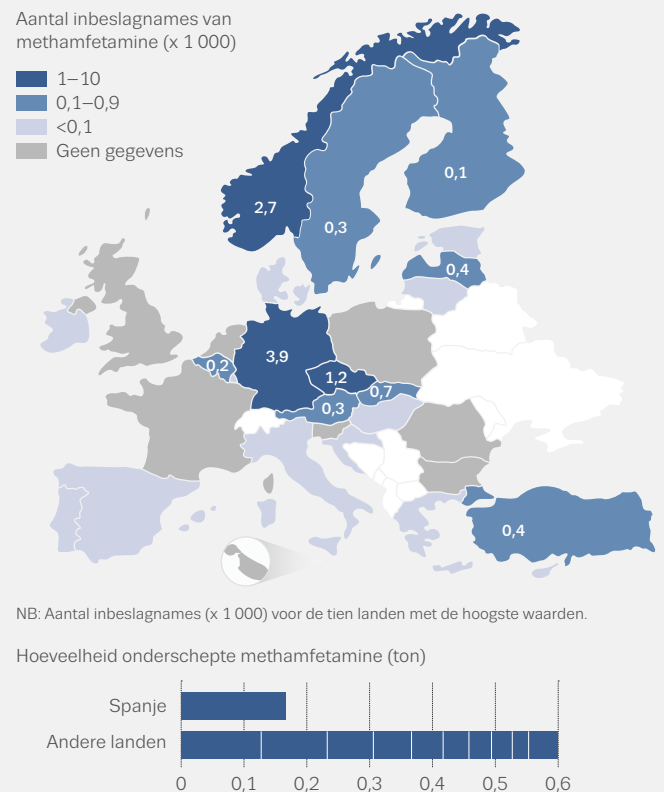 Aantal inbeslagnames van
methamfetamine (x 1 000)
1–10
0,1–0,9
<0,1
Geen gegevens
0,1
2,7
0,3
0,4
3,9
0,2
1,2
0,7
0,3
0,4
NB: Aantal inbeslagnames (x 1 000) voor de tien landen met de hoogste waarden.
Hoeveelheid onderschepte methamfetamine (ton)
Spanje
Andere landen
0 0,1 0,2 0,3 0,4 0,5 0,6